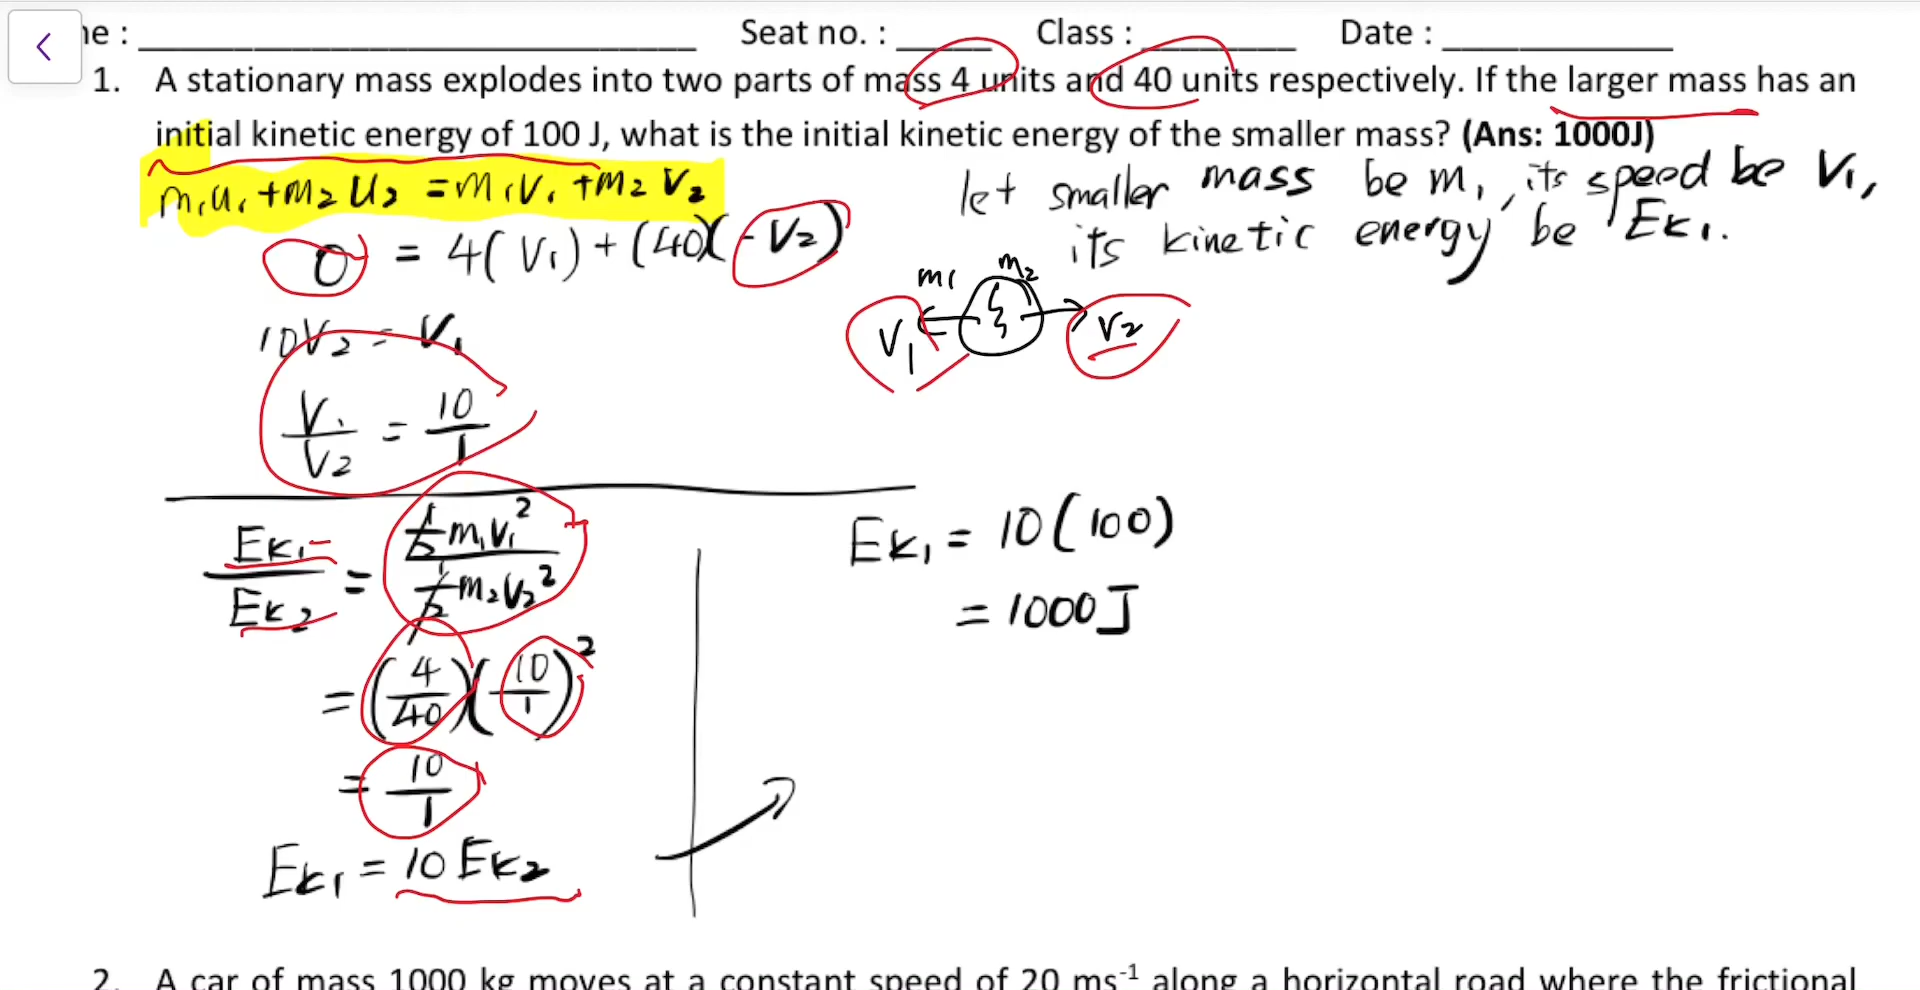 ne : Seat no. : Class : Date :
1. A stationary mass explodes into two parts of mass 4 units and 40 units respectively. If the larger mass has an
initial kinetic energy of 100 J, what is the initial kinetic energy of the smaller mass? (Ans: 1000J)
m₁u₁ + m₂u₂ = m₁v₁ + m₂v₂
let smaller mass be m₁, its speed be v₁,
its kinetic energy be Ek₁.
0 = 4(v₁) + (40)(-v₂)
m₁ m₂
v₁ v₂
10v₂ = v₁
v₁/v₂ = 10/1
Ek₁/Ek₂ = ½m₁v₁²/½m₂v₂²
= (4/40)(10/1)²
= 10/1
Ek₁ = 10 Ek₂
Ek₁ = 10(100)
= 1000J
2. A car of mass 1000 kg moves at a constant speed of 20 ms⁻¹ along a horizontal road where the frictional